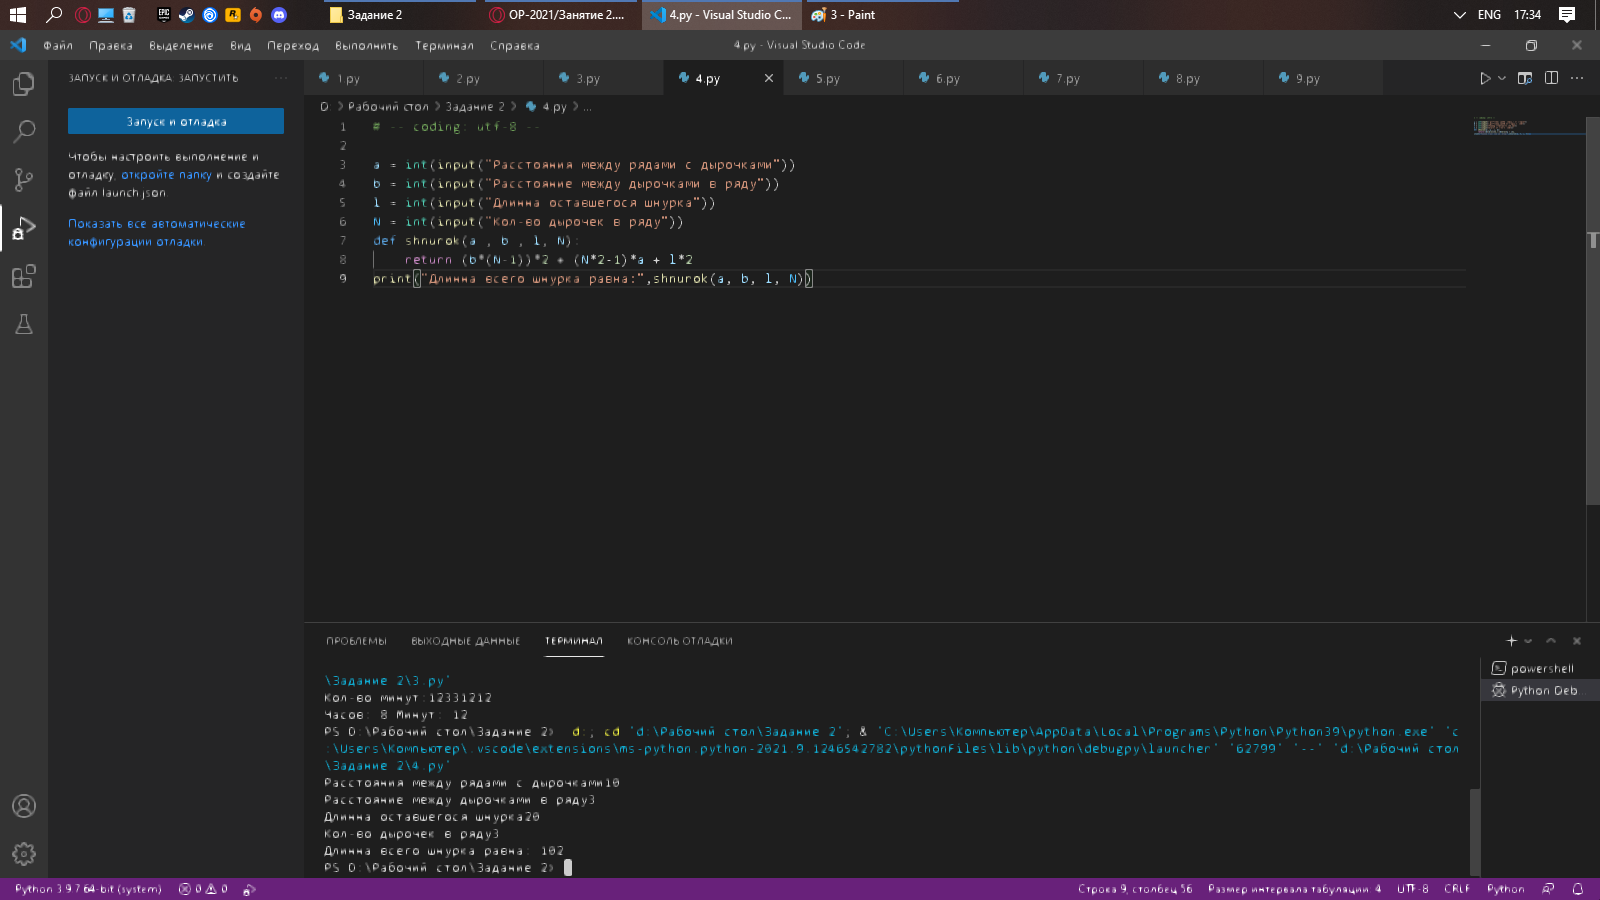 Задание 2
OP-2021/Занятие 2....
4.py - Visual Studio C...
3 - Paint
ENG
17:34
Файл Правка Выделение Вид Переход Выполнить Терминал Справка
4.py - Visual Studio Code
ЗАПУСК И ОТЛАДКА: ЗАПУСТИТЬ ...
1.py 2.py 3.py 4.py 5.py 6.py 7.py 8.py 9.py
Запуск и отладка
Чтобы настроить выполнение и
отладку, откройте папку и создайте
файл launch.json.
Показать все автоматические
конфигурации отладки.
D: > Рабочий стол > Задание 2 > 4.py > ...
1 # -- coding: utf-8 --
2
3 a = int(input("Расстояния между рядами с дырочками"))
4 b = int(input("Расстояние между дырочками в ряду"))
5 l = int(input("Длинна оставшегося шнурка"))
6 N = int(input("Кол-во дырочек в ряду"))
7 def shnurok(a , b , l, N):
8 return (b*(N-1))*2 + (N*2-1)*a + l*2
9 print("Длинна всего шнурка равна:",shnurok(a, b, l, N))
ПРОБЛЕМЫ ВЫХОДНЫЕ ДАННЫЕ ТЕРМИНАЛ КОНСОЛЬ ОТЛАДКИ
powershell
Python Deb...
\Задание 2\3.py'
Кол-во минут:12331212
Часов: 8 Минут: 12
PS D:\Рабочий стол\Задание 2> d:; cd 'd:\Рабочий стол\Задание 2'; & 'C:\Users\Компьютер\AppData\Local\Programs\Python\Python39\python.exe' 'c
:\Users\Компьютер\.vscode\extensions\ms-python.python-2021.9.1246542782\pythonFiles\lib\python\debugpy\launcher' '62799' '--' 'd:\Рабочий стол
\Задание 2\4.py'
Расстояния между рядами с дырочками10
Расстояние между дырочками в ряду3
Длинна оставшегося шнурка20
Кол-во дырочек в ряду3
Длинна всего шнурка равна: 102
PS D:\Рабочий стол\Задание 2>
Python 3.9.7 64-bit (system) 0 0
Строка 9, столбец 56 Размер интервала табуляции: 4 UTF-8 CRLF Python